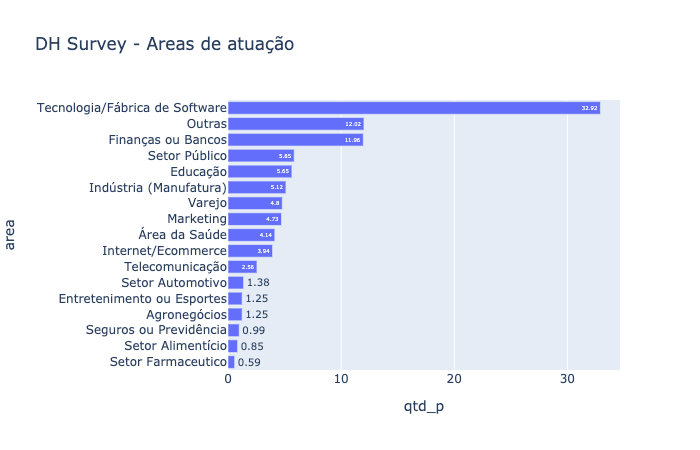 DH Survey - Areas de atuação
Tecnologia/Fábrica de Software 32.92
Outras 12.02
Finanças ou Bancos 11.96
Setor Público 5.85
Educação 5.65
Indústria (Manufatura) 5.12
Varejo 4.8
Marketing 4.73
Área da Saúde 4.14
Internet/Ecommerce 3.94
Telecomunicação 2.56
Setor Automotivo 1.38
Entretenimento ou Esportes 1.25
Agronegócios 1.25
Seguros ou Previdência 0.99
Setor Alimentício 0.85
Setor Farmaceutico 0.59
area
0 10 20 30
qtd_p